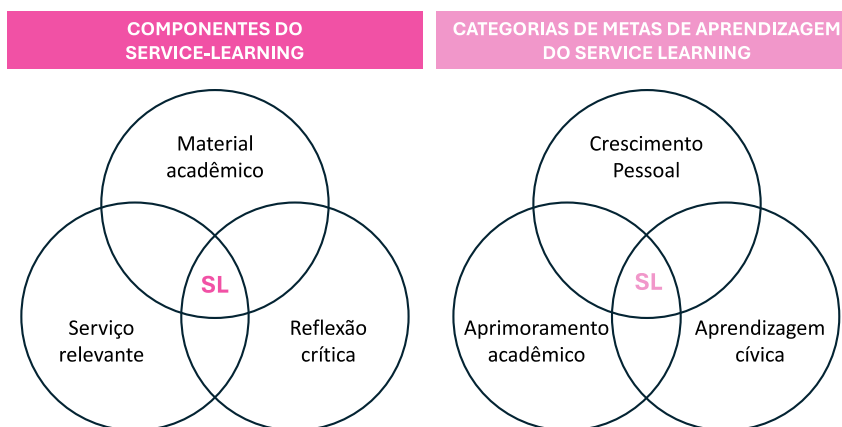 COMPONENTES DO
SERVICE-LEARNING
Material
acadêmico
SL
Serviço
relevante
Reflexão
crítica
CATEGORIAS DE METAS DE APRENDIZAGEM
DO SERVICE LEARNING
Crescimento
Pessoal
SL
Aprimoramento
acadêmico
Aprendizagem
cívica